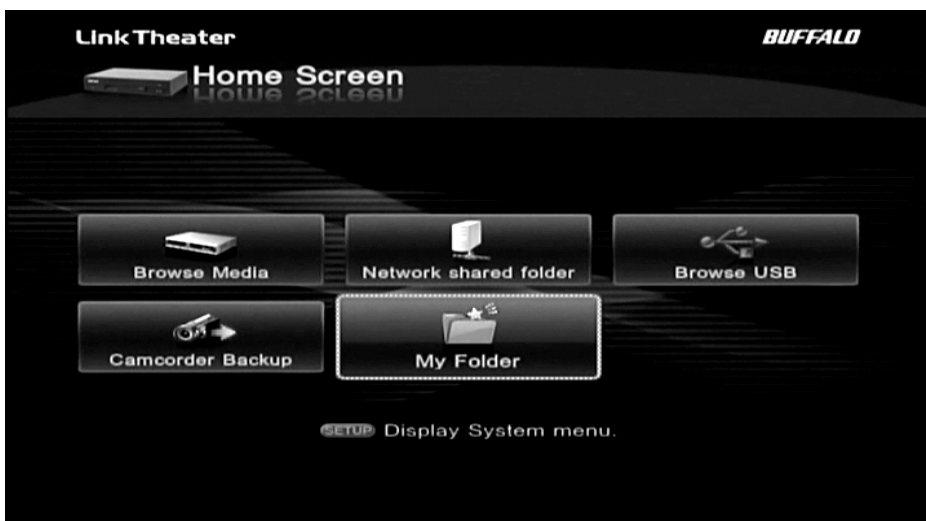 LinkTheater
BUFFALO
Home Screen
Browse Media
Network shared folder
Browse USB
Camcorder Backup
My Folder
SETUP Display System menu.